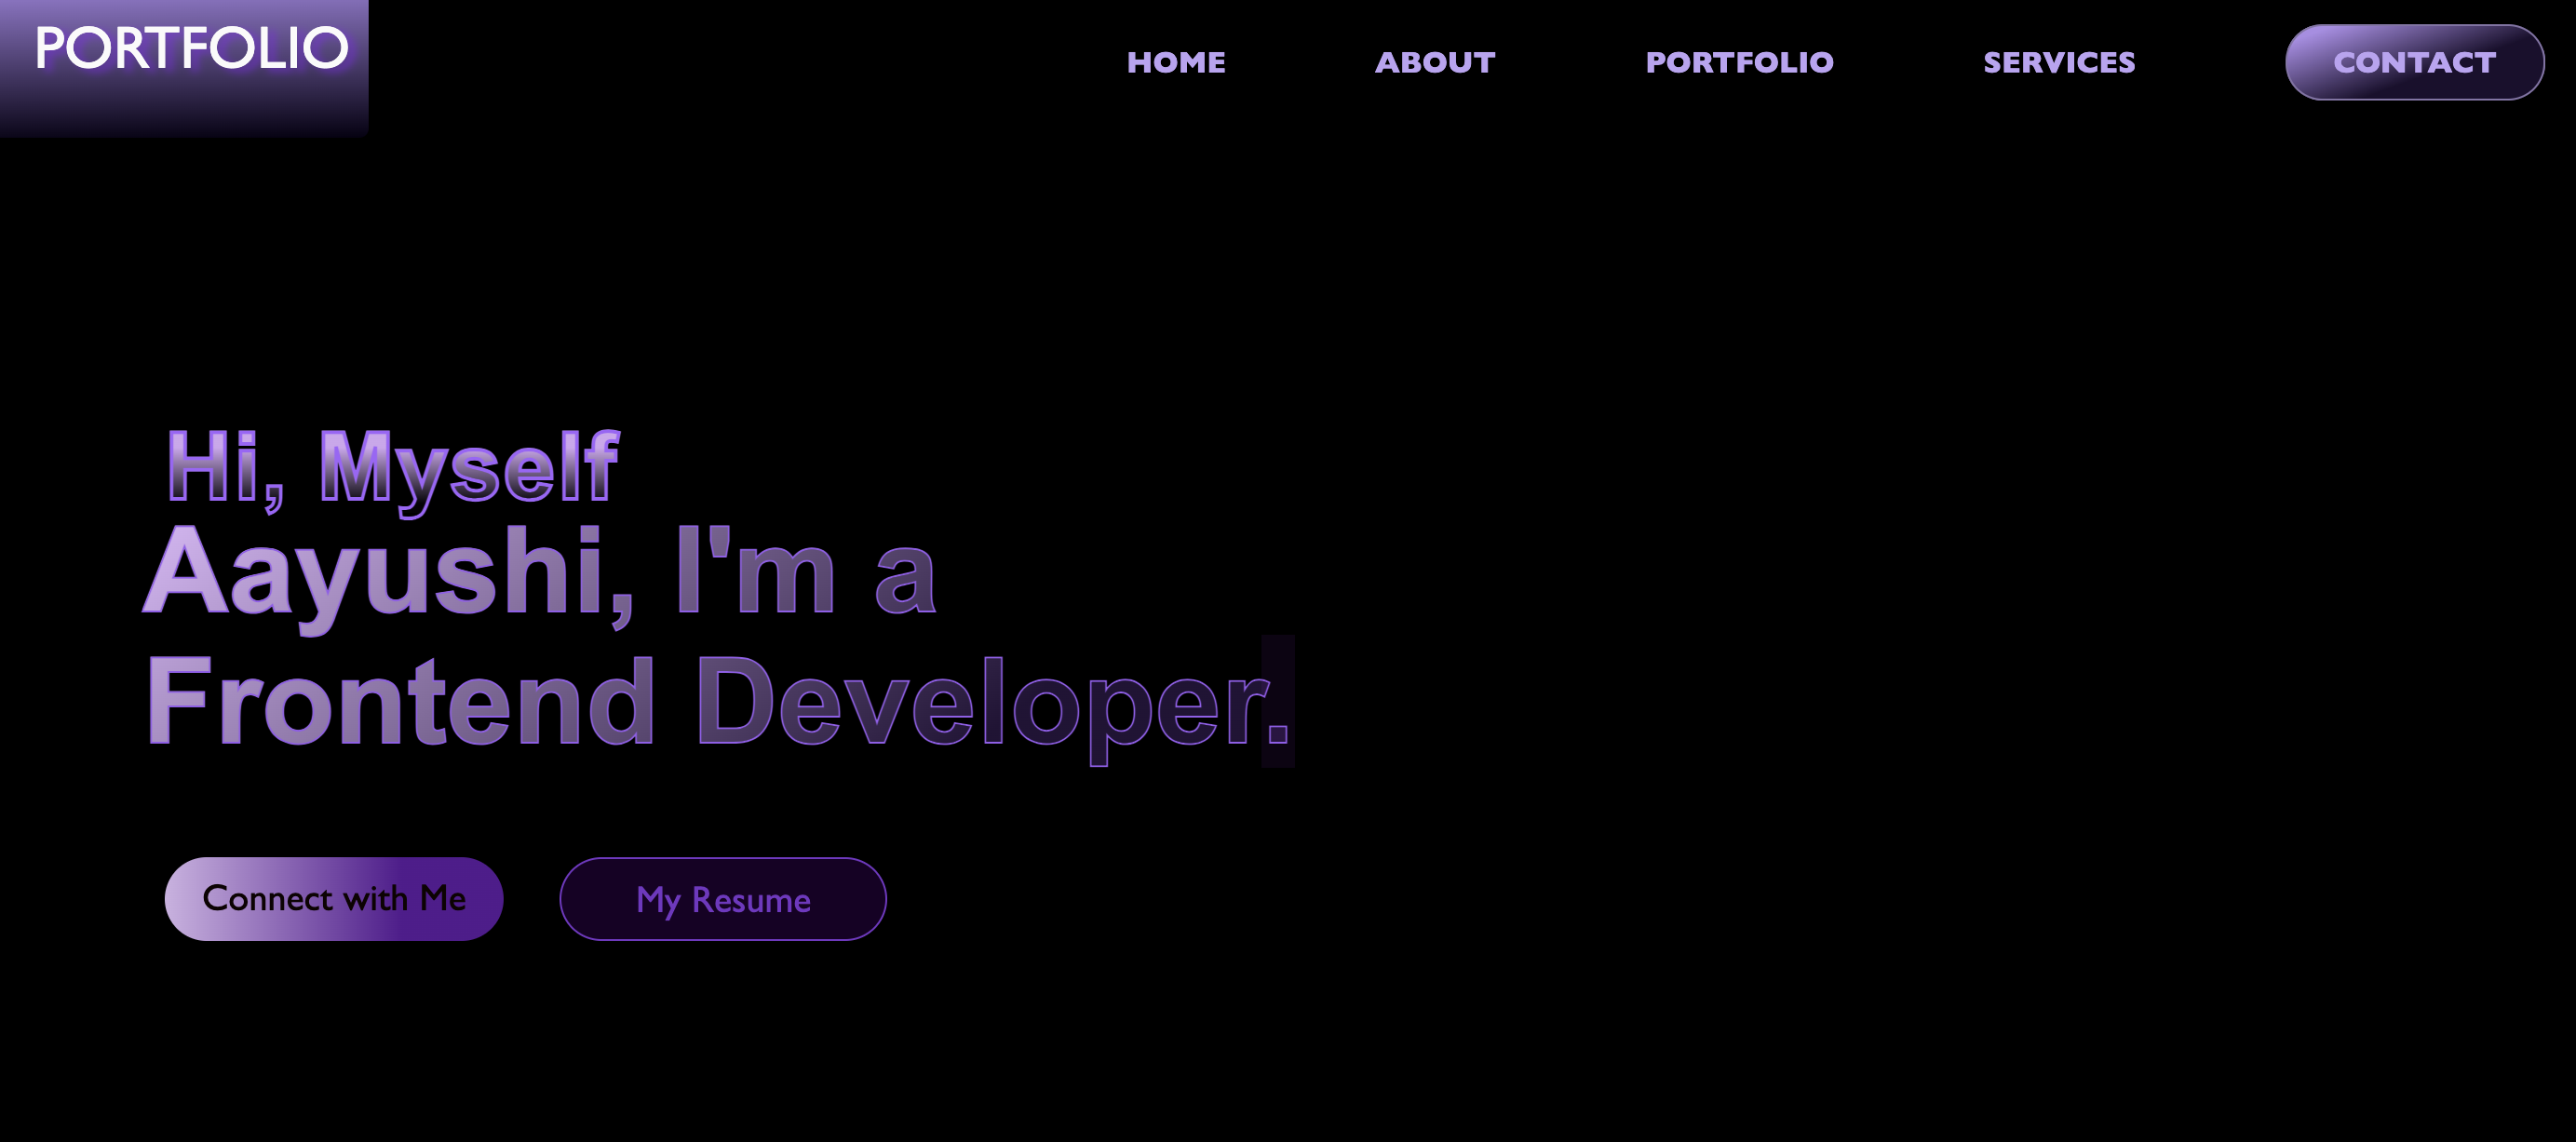 PORTFOLIO
HOME ABOUT PORTFOLIO SERVICES CONTACT
Hi, Myself
Aayushi, I'm a
Frontend Developer.
Connect with Me My Resume